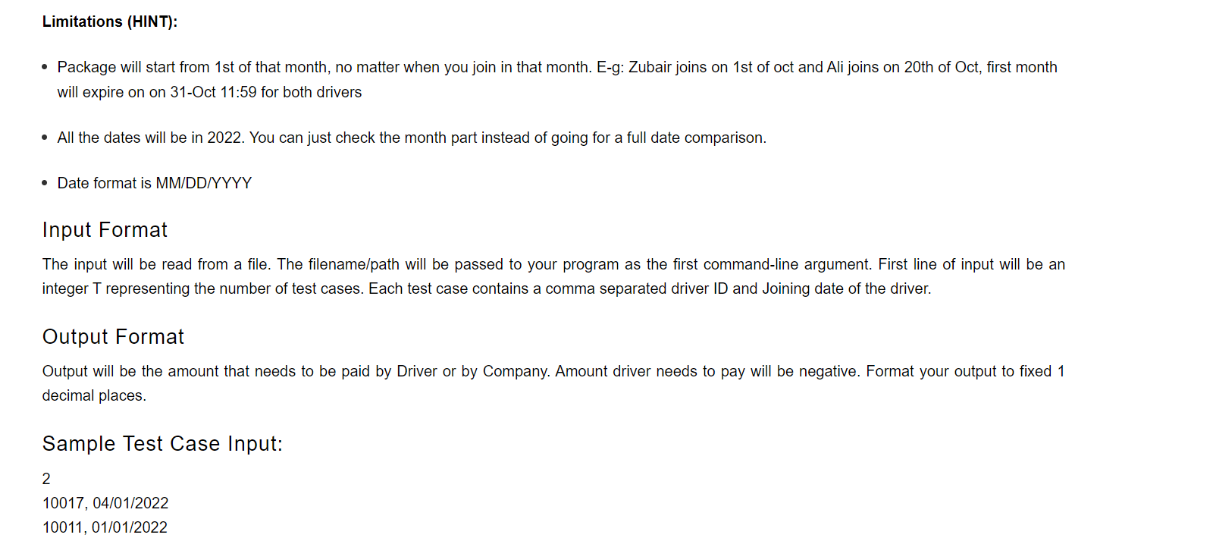 Limitations (HINT):
• Package will start from 1st of that month, no matter when you join in that month. E-g: Zubair joins on 1st of oct and Ali joins on 20th of Oct, first month
will expire on on 31-Oct 11:59 for both drivers
• All the dates will be in 2022. You can just check the month part instead of going for a full date comparison.
• Date format is MM/DD/YYYY
Input Format
The input will be read from a file. The filename/path will be passed to your program as the first command-line argument. First line of input will be an
integer T representing the number of test cases. Each test case contains a comma separated driver ID and Joining date of the driver.
Output Format
Output will be the amount that needs to be paid by Driver or by Company. Amount driver needs to pay will be negative. Format your output to fixed 1
decimal places.
Sample Test Case Input:
2
10017, 04/01/2022
10011, 01/01/2022